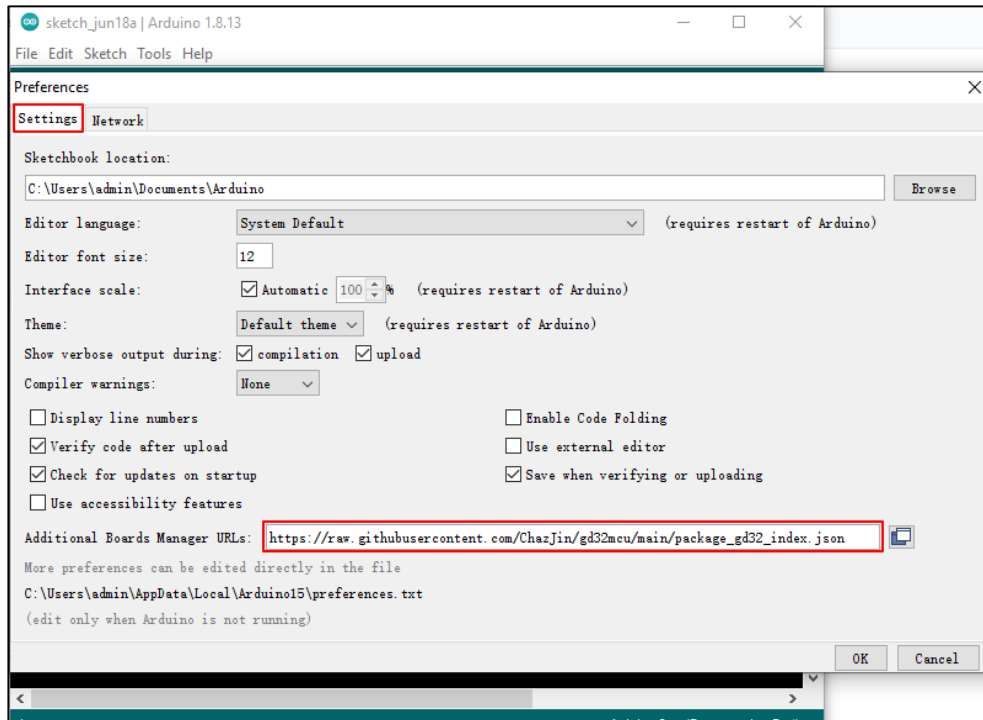 sketch_jun18a | Arduino 1.8.13
File Edit Sketch Tools Help
Preferences
Settings Network
Sketchbook location:
C:\Users\admin\Documents\Arduino Browse
Editor language: System Default (requires restart of Arduino)
Editor font size: 12
Interface scale: Automatic 100 % (requires restart of Arduino)
Theme: Default theme (requires restart of Arduino)
Show verbose output during: compilation upload
Compiler warnings: None
Display line numbers Enable Code Folding
Verify code after upload Use external editor
Check for updates on startup Save when verifying or uploading
Use accessibility features
Additional Boards Manager URLs: https://raw.githubusercontent.com/ChazJin/gd32mcu/main/package_gd32_index.json
More preferences can be edited directly in the file
C:\Users\admin\AppData\Local\Arduino15\preferences.txt
(edit only when Arduino is not running)
OK Cancel